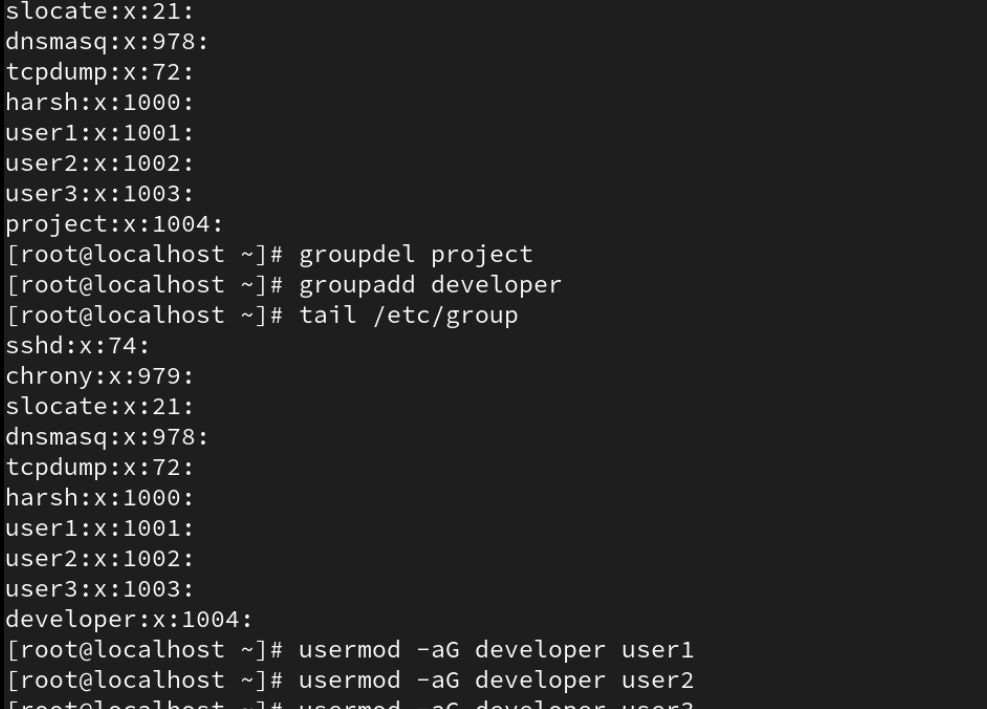 slocate:x:21:
dnsmasq:x:978:
tcpdump:x:72:
harsh:x:1000:
user1:x:1001:
user2:x:1002:
user3:x:1003:
project:x:1004:
[root@localhost ~]# groupdel project
[root@localhost ~]# groupadd developer
[root@localhost ~]# tail /etc/group
sshd:x:74:
chrony:x:979:
slocate:x:21:
dnsmasq:x:978:
tcpdump:x:72:
harsh:x:1000:
user1:x:1001:
user2:x:1002:
user3:x:1003:
developer:x:1004:
[root@localhost ~]# usermod -aG developer user1
[root@localhost ~]# usermod -aG developer user2
[root@localhost ~]# usermod -aG developer user3